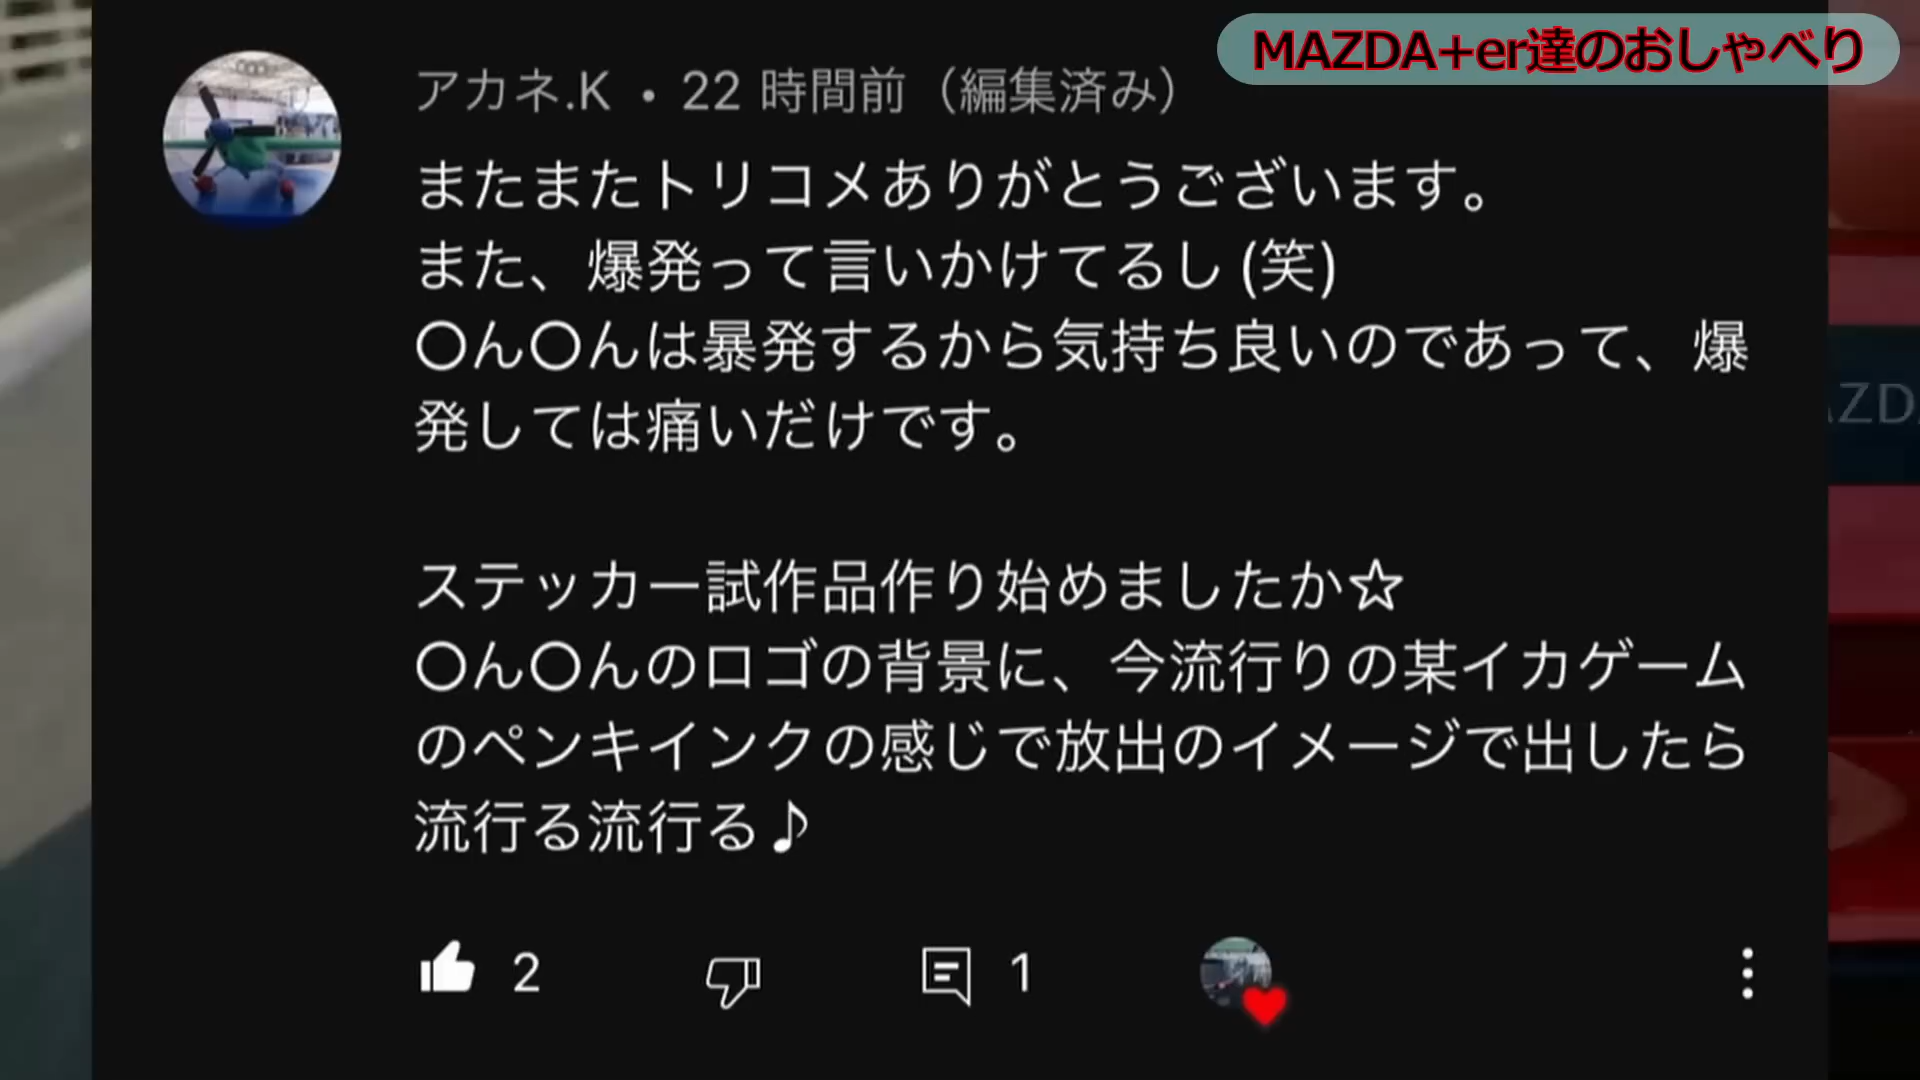 MAZDA+er達のおしゃべり
アカネ.K・22 時間前（編集済み）
またまたトリコメありがとうございます。
また、爆発って言いかけてるし(笑)
〇ん〇んは暴発するから気持ち良いのであって、爆
発しては痛いだけです。
ステッカー試作品作り始めましたか☆
〇ん〇んのロゴの背景に、今流行りの某イカゲーム
のペンキインクの感じで放出のイメージで出したら
流行る流行る♪
2
1